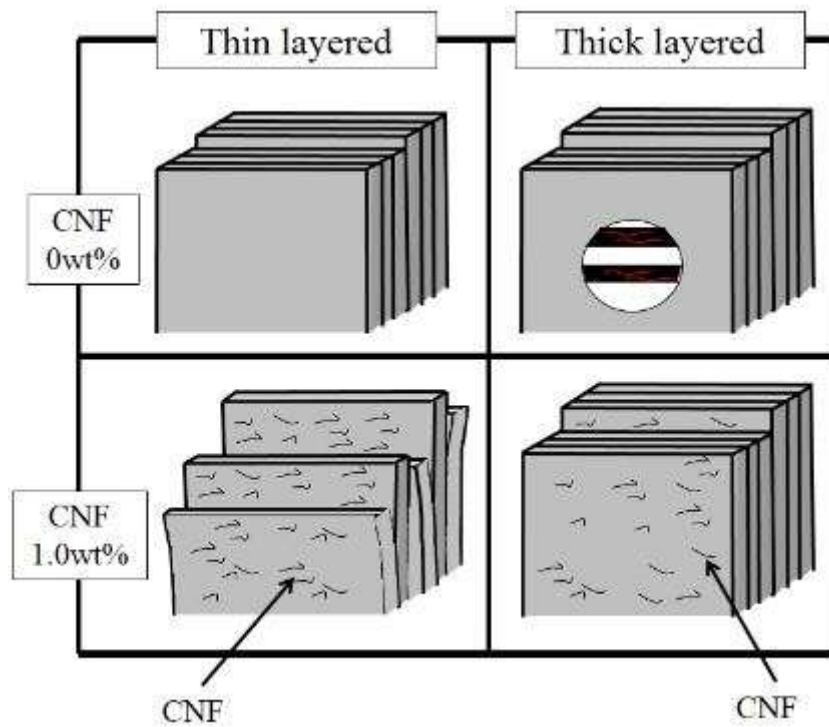 Thin layered
Thick layered
CNF
0wt%
CNF
1.0wt%
CNF
CNF